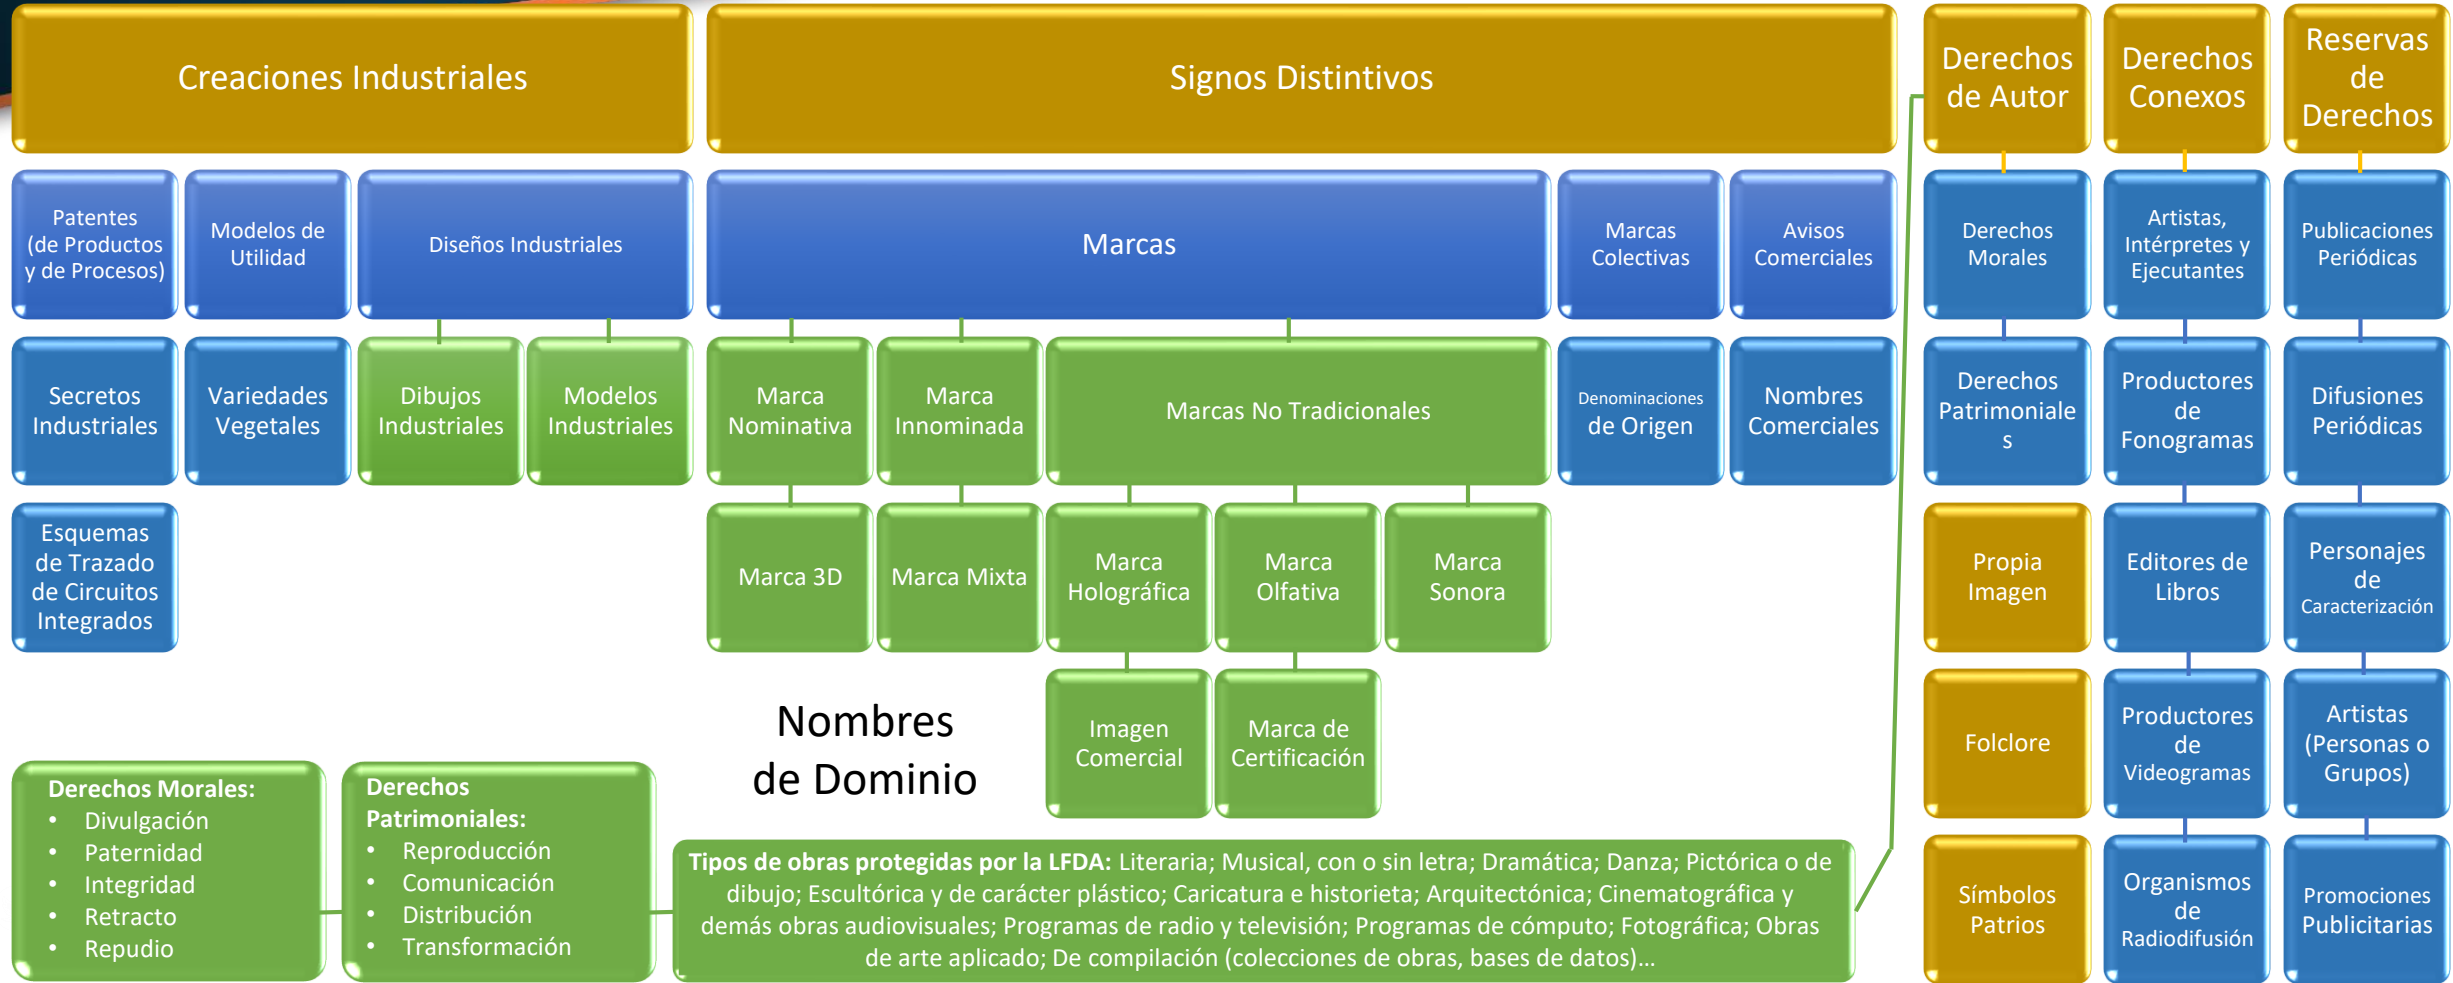 Creaciones Industriales
Signos Distintivos
Derechos
de Autor
Derechos
Conexos
Reservas
de
Derechos
Patentes
(de Productos
y de Procesos)
Modelos de
Utilidad
Diseños Industriales
Marcas
Marcas
Colectivas
Avisos
Comerciales
Derechos
Morales
Artistas,
Intérpretes y
Ejecutantes
Publicaciones
Periódicas
Secretos
Industriales
Variedades
Vegetales
Dibujos
Industriales
Modelos
Industriales
Marca
Nominativa
Marca
Innominada
Marcas No Tradicionales
Denominaciones
de Origen
Nombres
Comerciales
Derechos
Patrimoniale
s
Productores
de
Fonogramas
Difusiones
Periódicas
Esquemas
de Trazado
de Circuitos
Integrados
Marca 3D
Marca Mixta
Marca
Holográfica
Marca
Olfativa
Marca
Sonora
Propia
Imagen
Editores de
Libros
Personajes
de
Caracterización
Nombres
de Dominio
Imagen
Comercial
Marca de
Certificación
Folclore
Productores
de
Videogramas
Artistas
(Personas o
Grupos)
Derechos Morales:
• Divulgación
• Paternidad
• Integridad
• Retracto
• Repudio
Derechos
Patrimoniales:
• Reproducción
• Comunicación
• Distribución
• Transformación
Tipos de obras protegidas por la LFDA: Literaria; Musical, con o sin letra; Dramática; Danza; Pictórica o de
dibujo; Escultórica y de carácter plástico; Caricatura e historieta; Arquitectónica; Cinematográfica y
demás obras audiovisuales; Programas de radio y televisión; Programas de cómputo; Fotográfica; Obras
de arte aplicado; De compilación (colecciones de obras, bases de datos)...
Símbolos
Patrios
Organismos
de
Radiodifusión
Promociones
Publicitarias